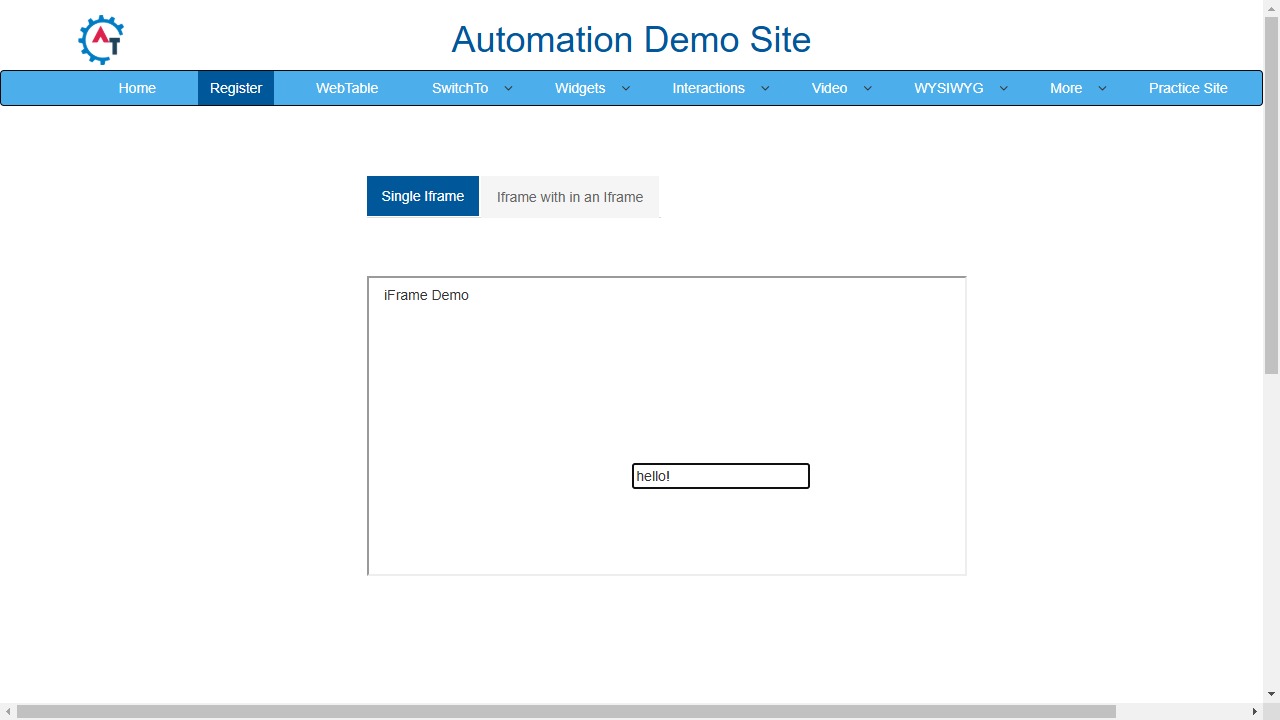 AT
Automation Demo Site
Home Register WebTable SwitchTo Widgets Interactions Video WYSIWYG More Practice Site
Single Iframe Iframe with in an Iframe
iFrame Demo
hello!